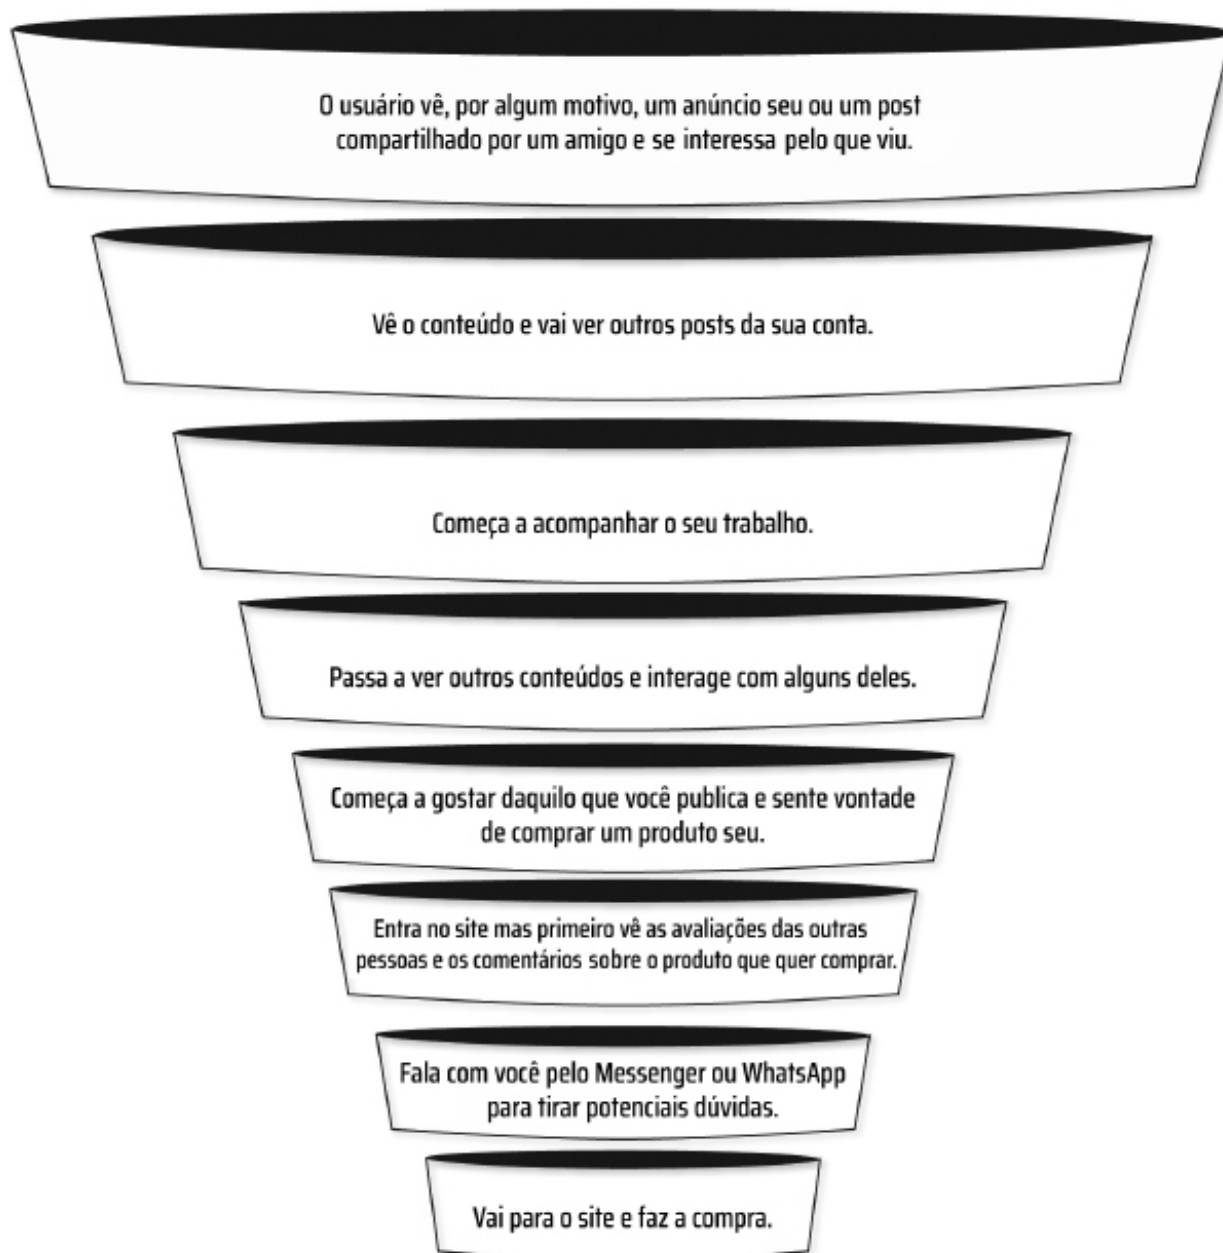 O usuário vê, por algum motivo, um anúncio seu ou um post
compartilhado por um amigo e se interessa pelo que viu.
Vê o conteúdo e vai ver outros posts da sua conta.
Começa a acompanhar o seu trabalho.
Passa a ver outros conteúdos e interage com alguns deles.
Começa a gostar daquilo que você publica e sente vontade
de comprar um produto seu.
Entra no site mas primeiro vê as avaliações das outras
pessoas e os comentários sobre o produto que quer comprar.
Fala com você pelo Messenger ou WhatsApp
para tirar potenciais dúvidas.
Vai para o site e faz a compra.